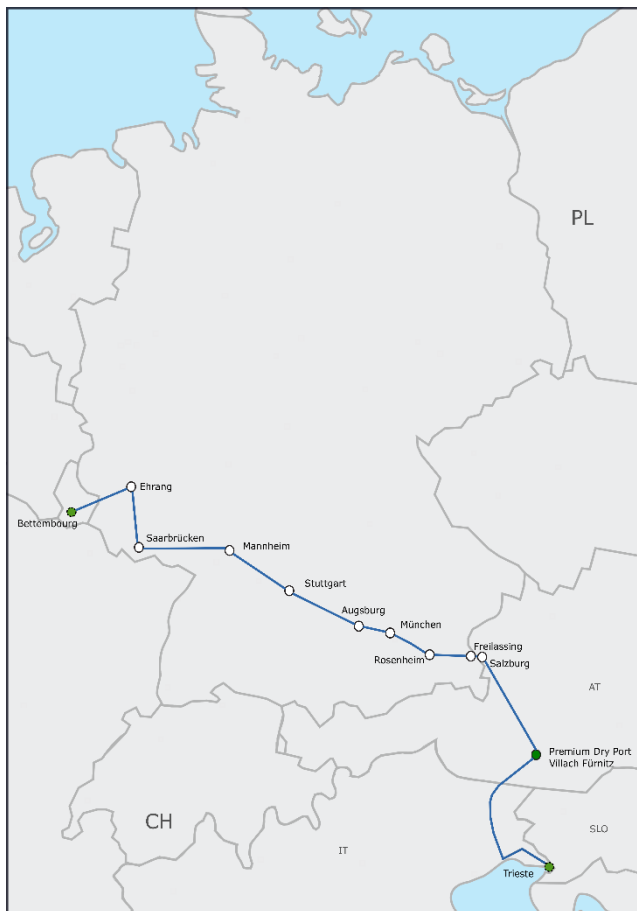 PL
Ehrang
Bettembourg
Saarbrücken
Mannheim
Stuttgart
Augsburg
München
Rosenheim
Freilassing
Salzburg
AT
Premium Dry Port
Villach Fürnitz
CH
SLO
IT
Trieste